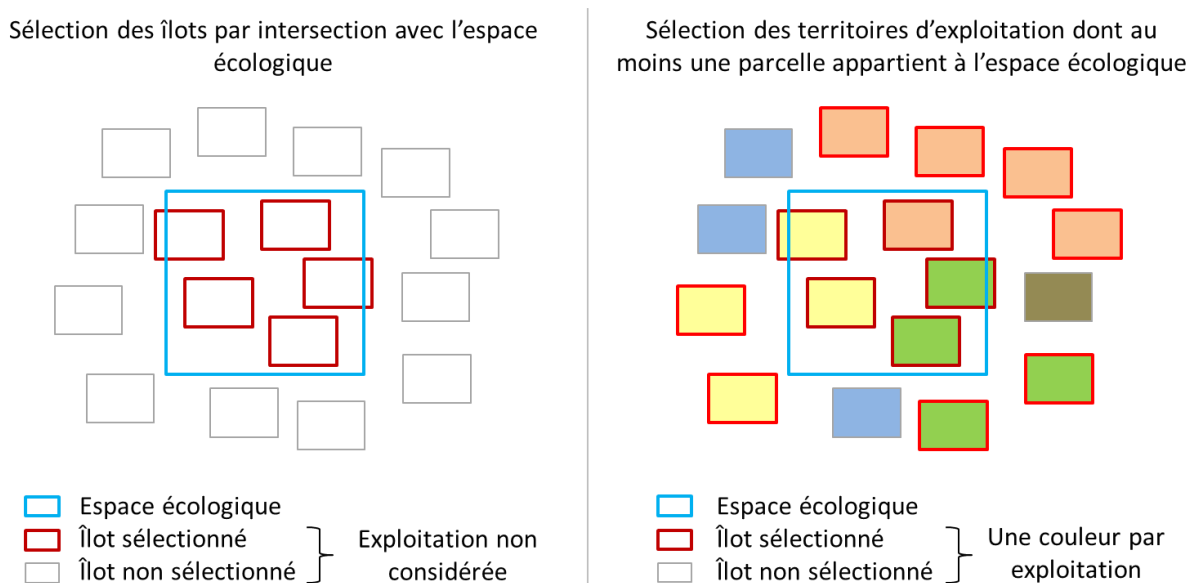 Sélection des îlots par intersection avec l’espace
écologique
Espace écologique
Îlot sélectionné
Îlot non sélectionné
Exploitation non
considérée
Sélection des territoires d’exploitation dont au
moins une parcelle appartient à l’espace écologique
Espace écologique
Îlot sélectionné
Îlot non sélectionné
Une couleur par
exploitation